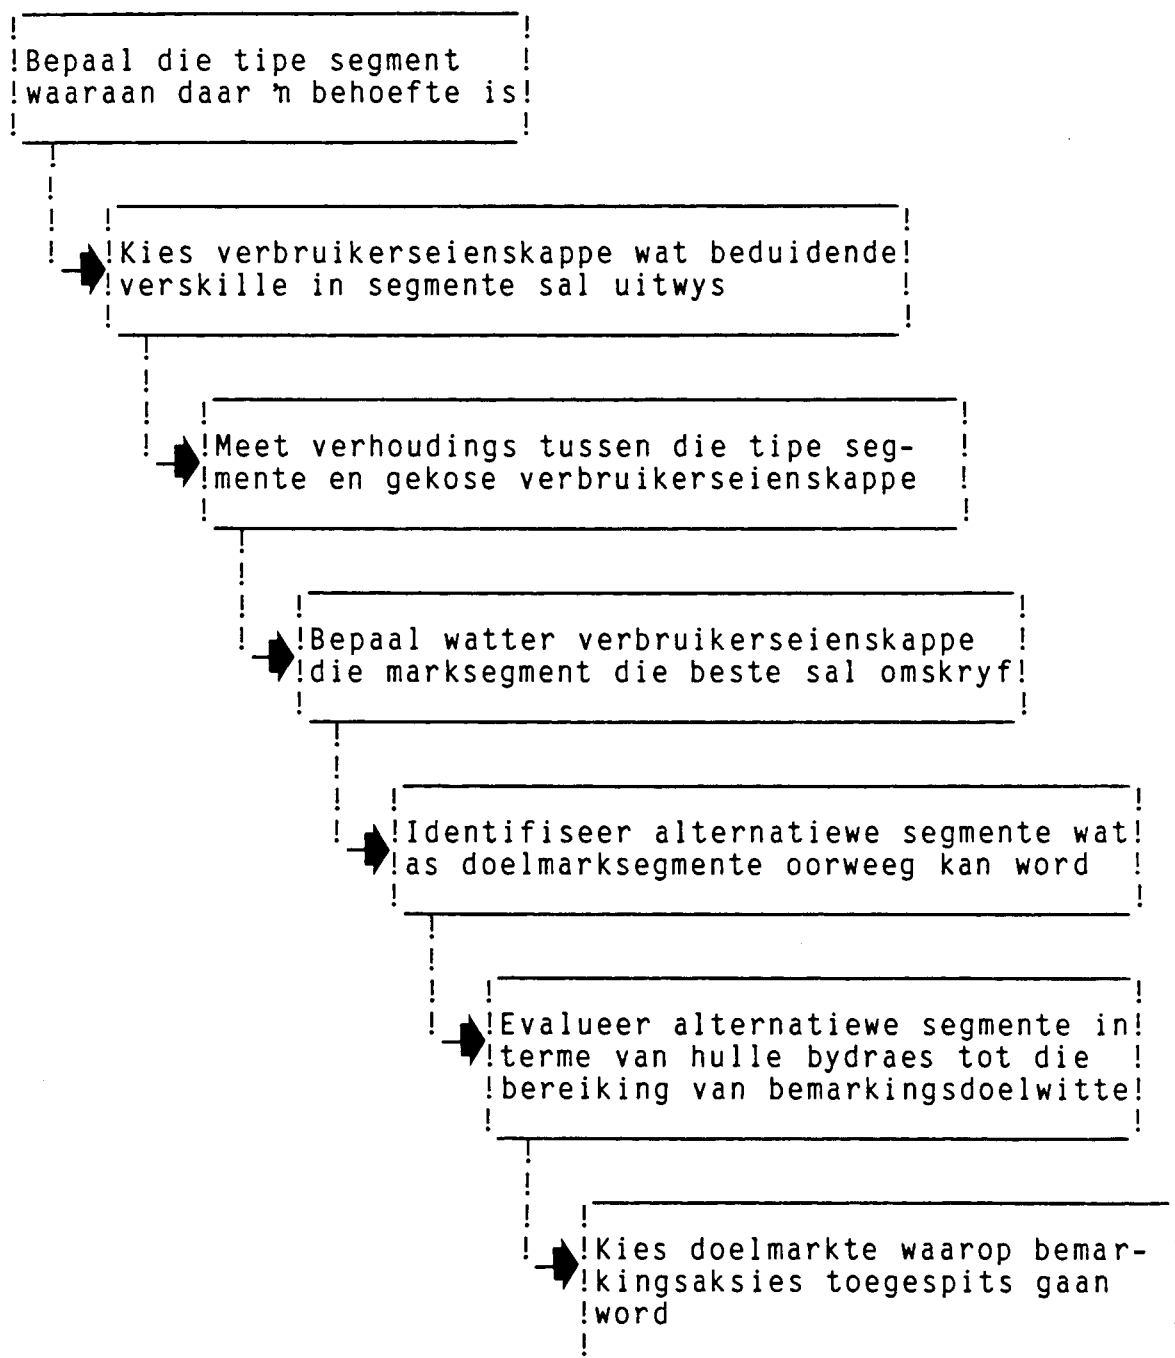 Bepaal die tipe segment
waaraan daar 'n behoefte is
Kies verbruikerseienskappe wat beduidende
verskille in segmente sal uitwys
Meet verhoudings tussen die tipe seg-
mente en gekose verbruikerseienskappe
Bepaal watter verbruikerseienskappe
die marksegment die beste sal omskryf
Identifiseer alternatiewe segmente wat
as doelmarksegmente oorweeg kan word
Evalueer alternatiewe segmente in
terme van hulle bydraes tot die
bereiking van bemarkingsdoelwitte
Kies doelmarkte waarop bemar-
kingsaksies toegespits gaan
word